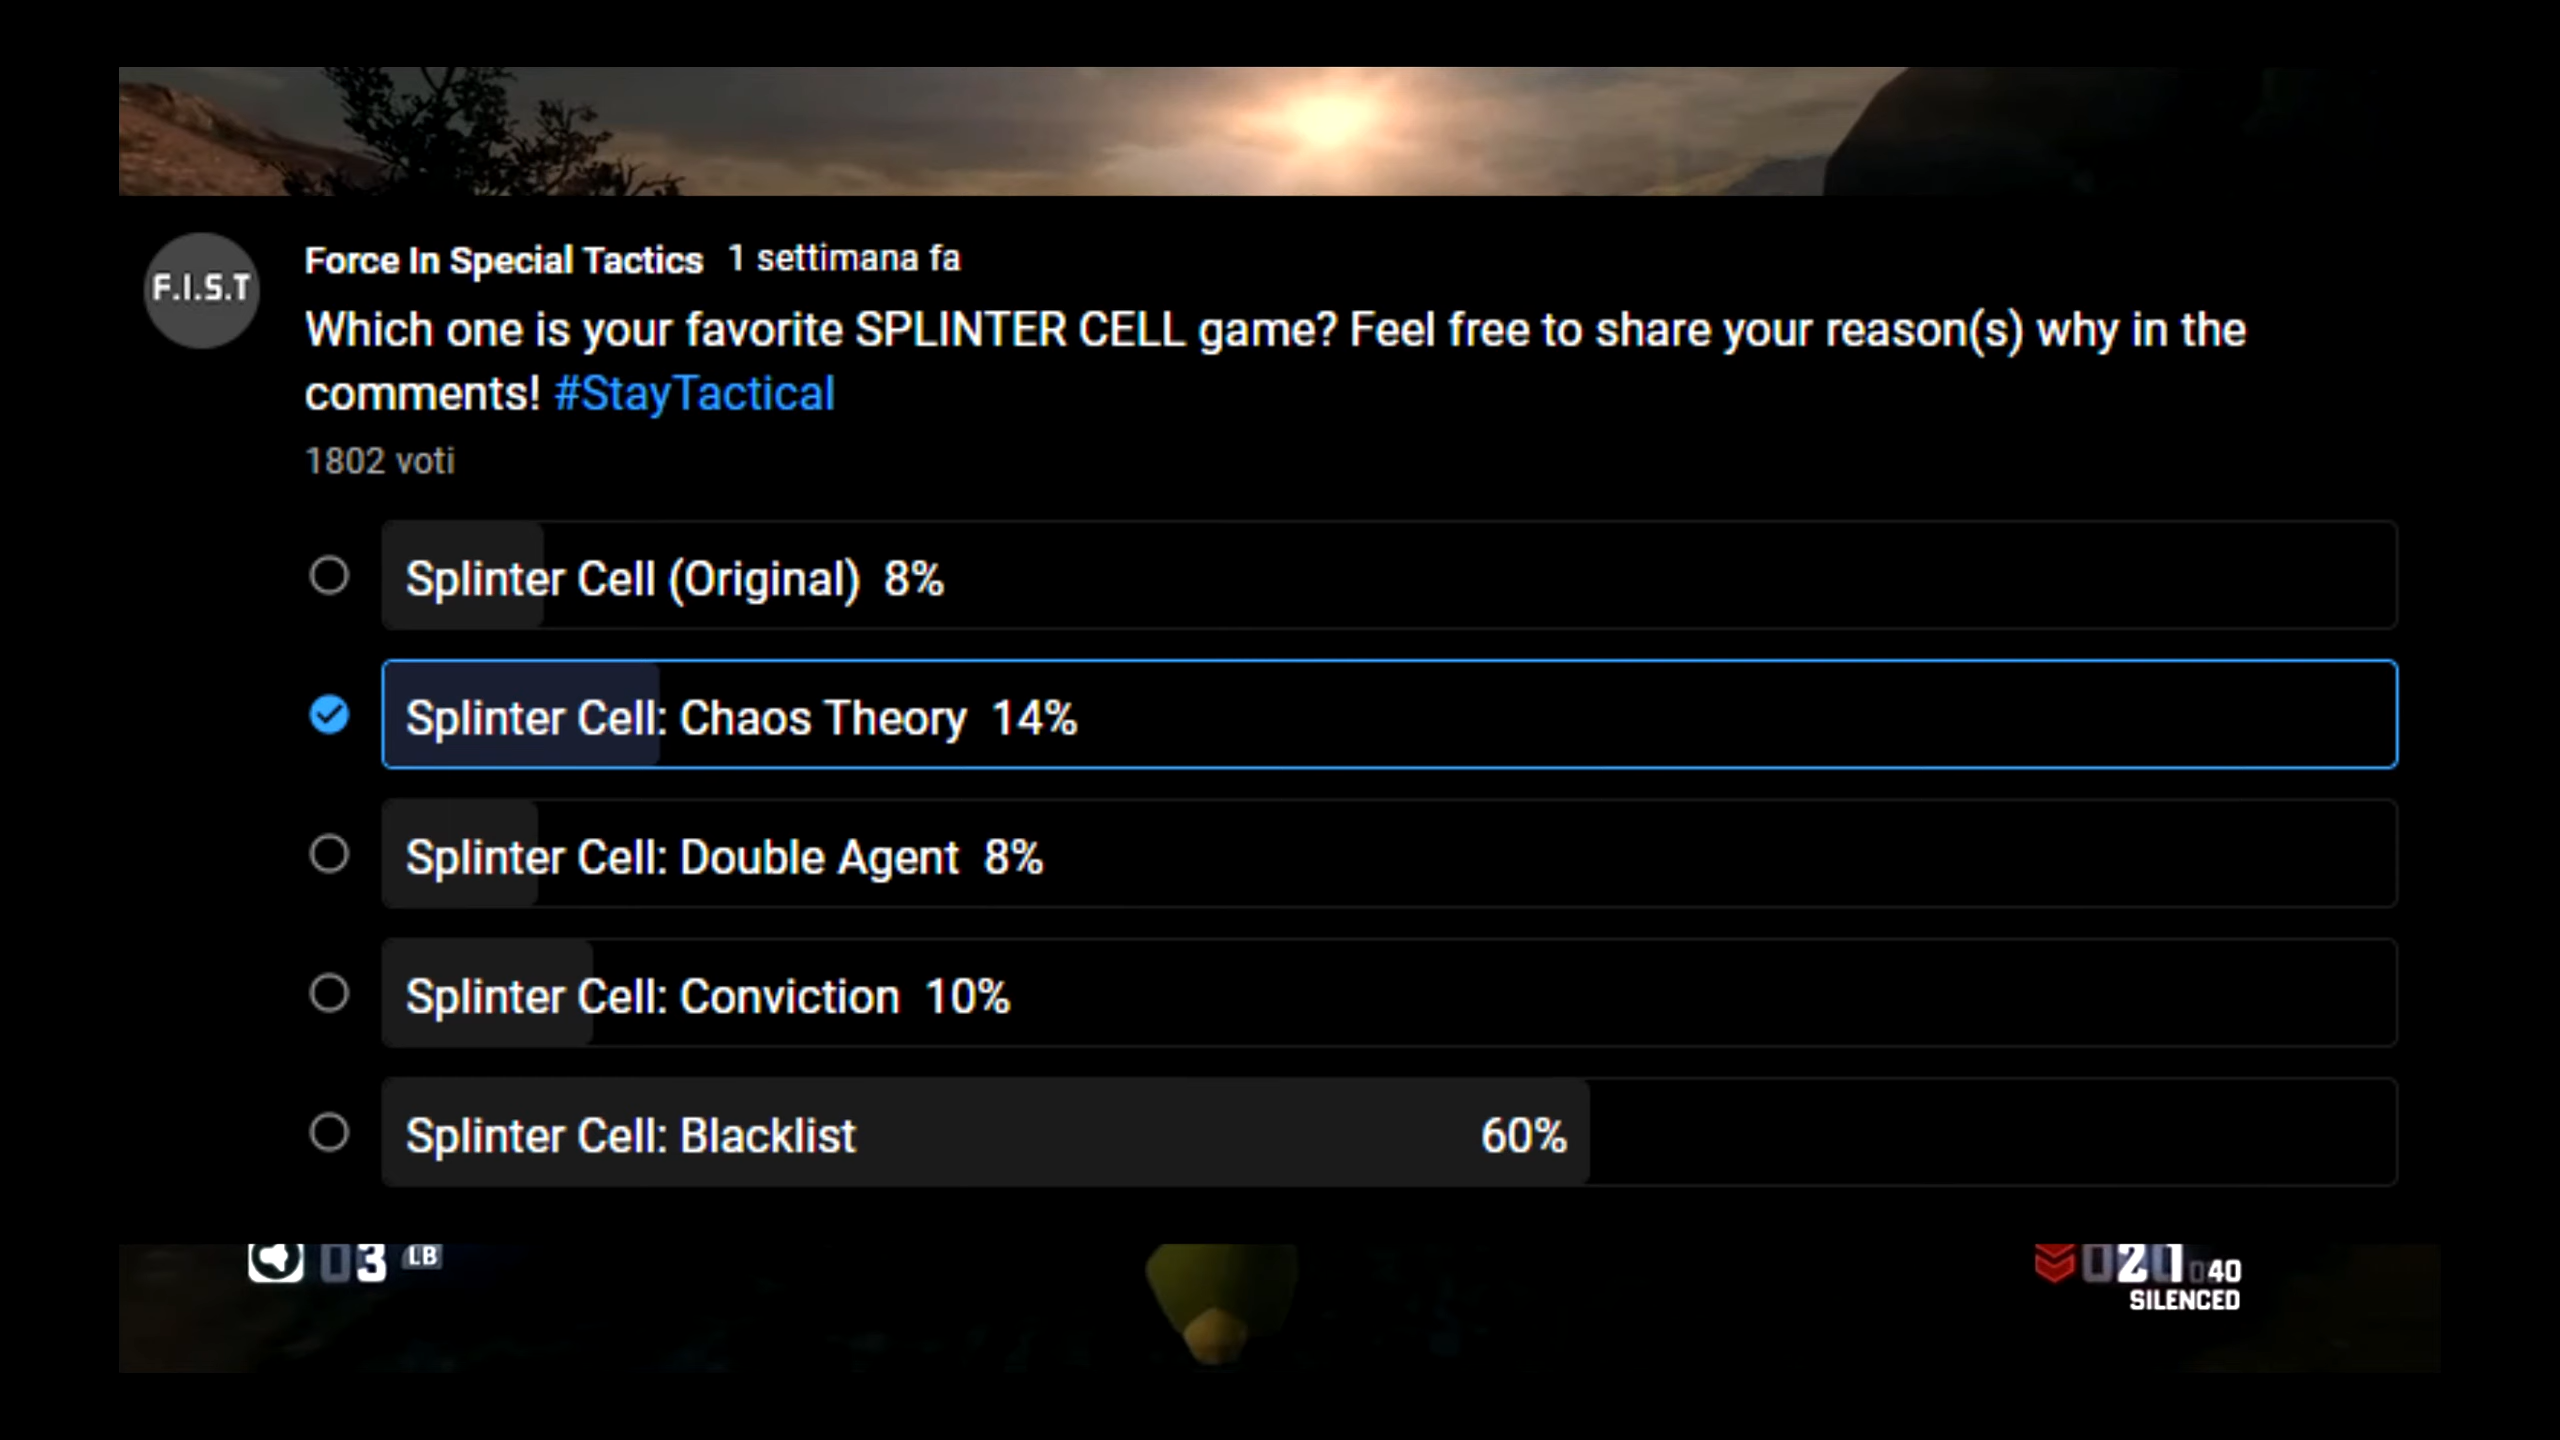 F.I.S.T
Force In Special Tactics 1 settimana fa
Which one is your favorite SPLINTER CELL game? Feel free to share your reason(s) why in the
comments! #StayTactical
1802 voti
Splinter Cell (Original) 8%
Splinter Cell: Chaos Theory 14%
Splinter Cell: Double Agent 8%
Splinter Cell: Conviction 10%
Splinter Cell: Blacklist 60%
03 LB
021 040
SILENCED